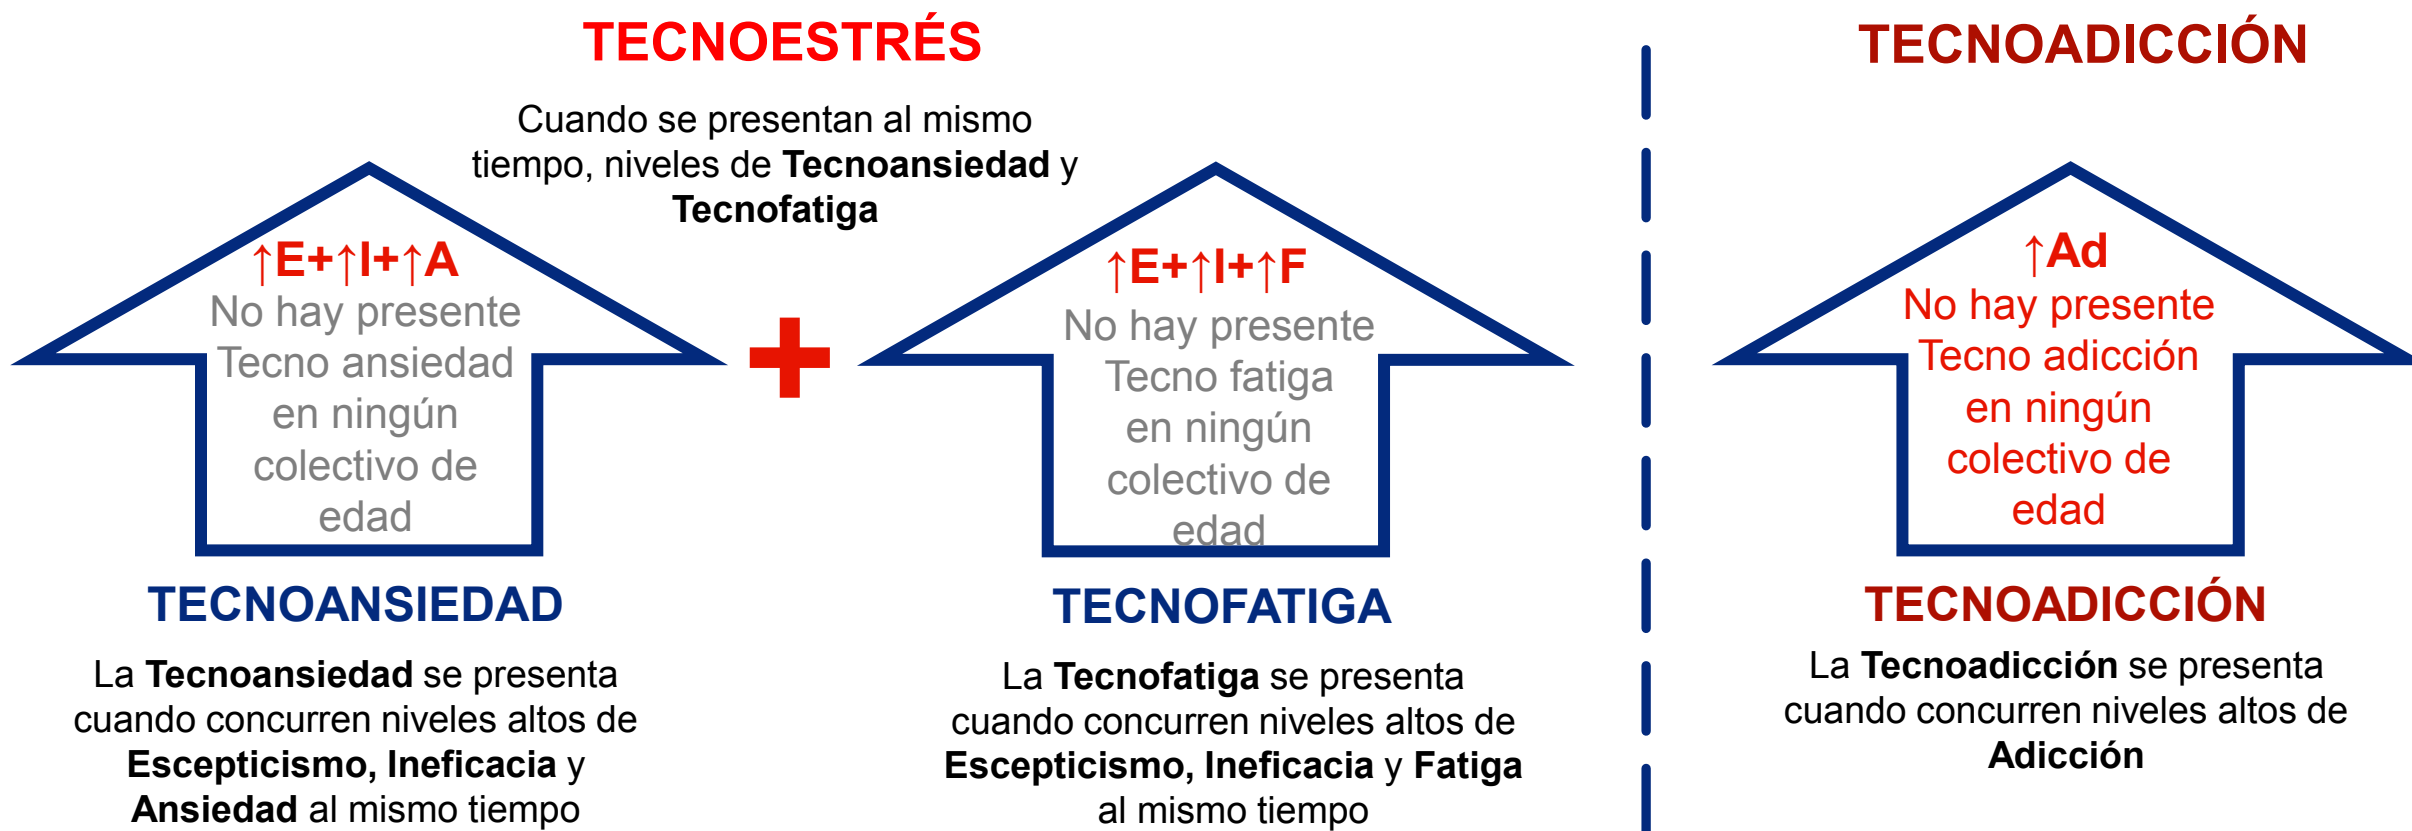 TECNOESTRÉS
Cuando se presentan al mismo
tiempo, niveles de Tecnoansiedad y
Tecnofatiga
↑E+↑I+↑A
No hay presente
Tecno ansiedad
en ningún
colectivo de
edad
TECNOANSIEDAD
La Tecnoansiedad se presenta
cuando concurren niveles altos de
Escepticismo, Ineficacia y
Ansiedad al mismo tiempo
+
↑E+↑I+↑F
No hay presente
Tecno fatiga
en ningún
colectivo de
edad
TECNOFATIGA
La Tecnofatiga se presenta
cuando concurren niveles altos de
Escepticismo, Ineficacia y Fatiga
al mismo tiempo
TECNOADICCIÓN
↑Ad
No hay presente
Tecno adicción
en ningún
colectivo de
edad
TECNOADICCIÓN
La Tecnoadicción se presenta
cuando concurren niveles altos de
Adicción